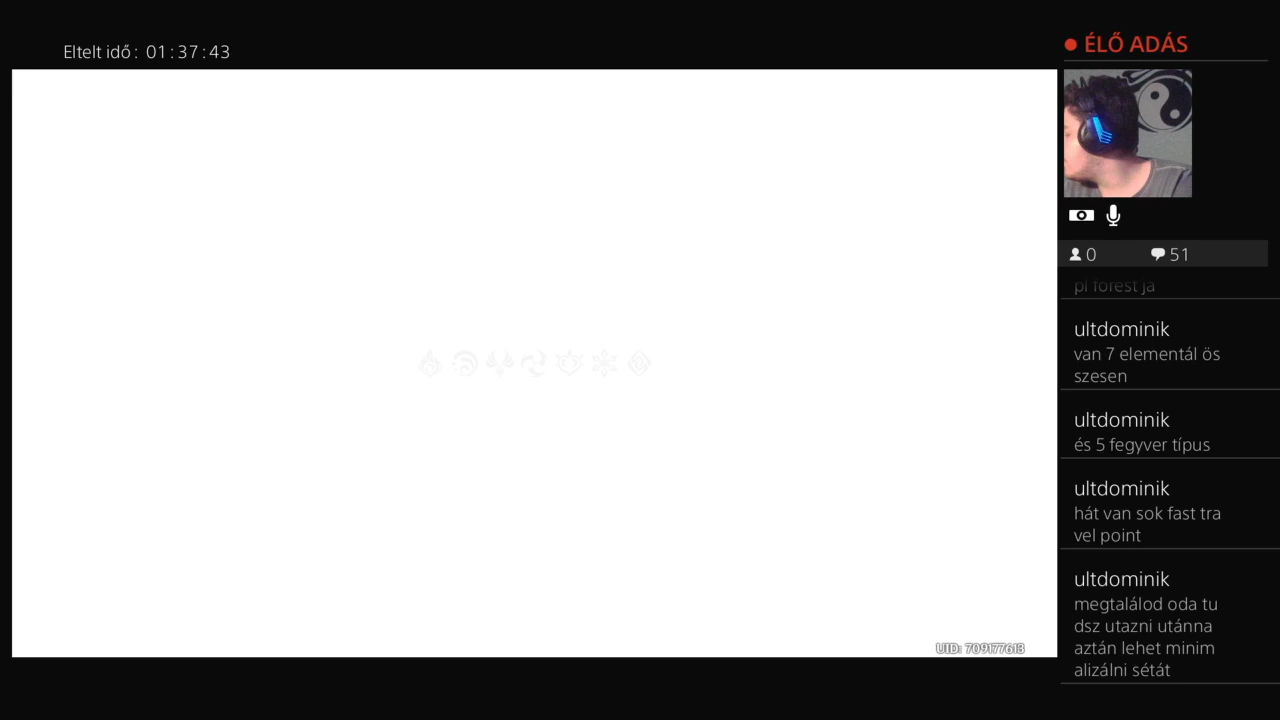 Eltelt idő: 01:37:43
ÉLŐ ADÁS
0 51
pl forest ja
ultdominik
van 7 elementál ös
szesen
ultdominik
és 5 fegyver típus
ultdominik
hát van sok fast tra
vel point
ultdominik
megtalálod oda tu
dsz utazni utánna
aztán lehet minim
alizálni sétát
UID: 709177613